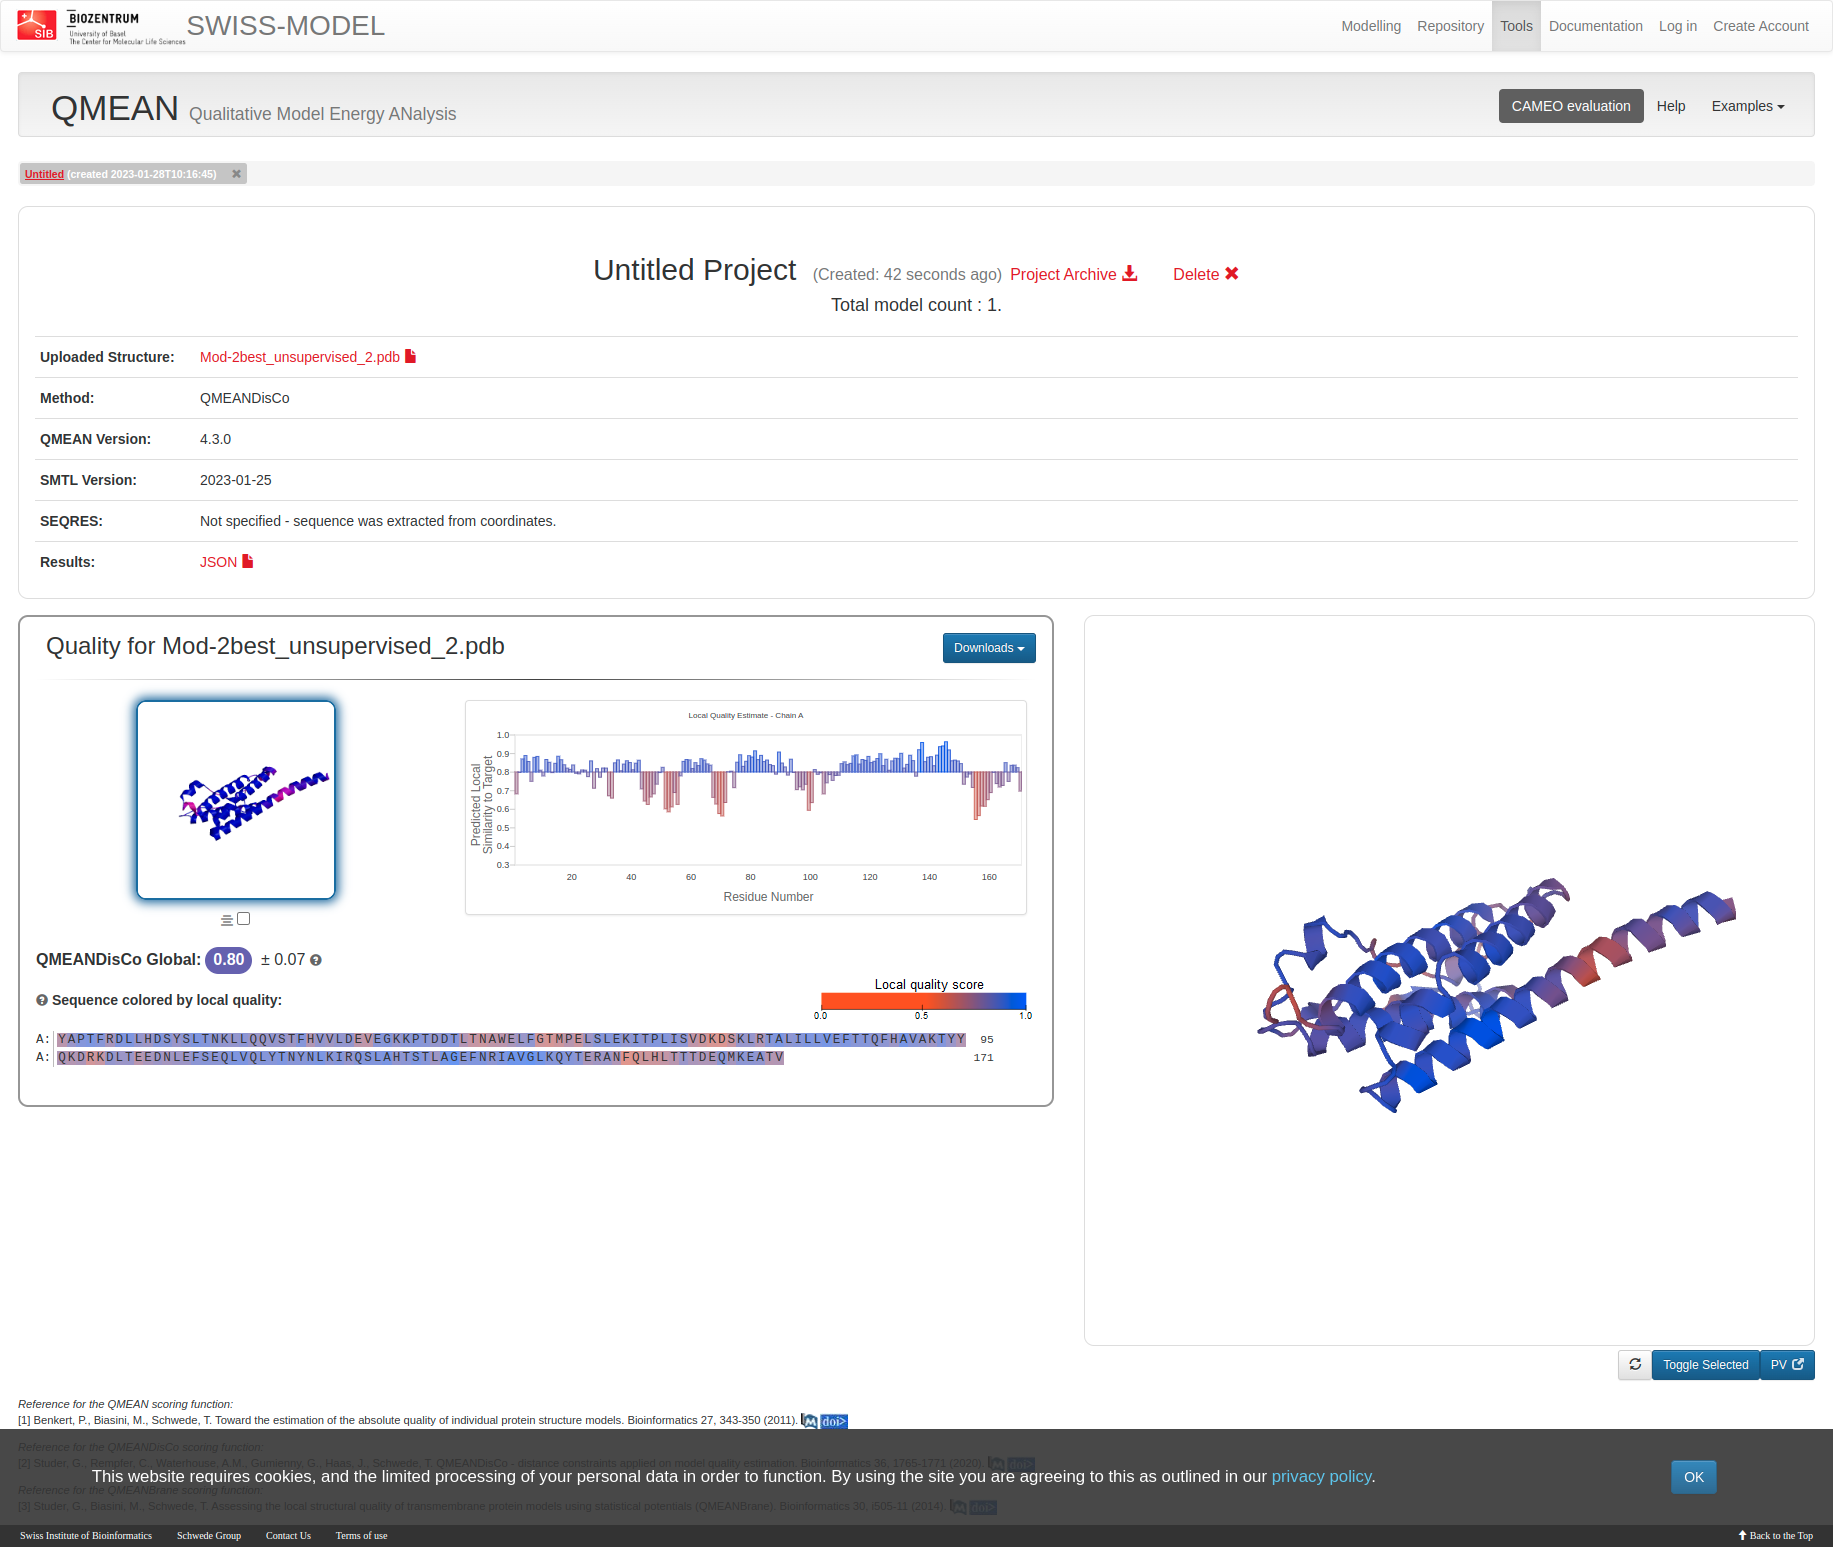 SIB
BIOZENTRUM
University of Basel
The Center for Molecular Life Sciences
SWISS-MODEL
Modelling Repository Tools Documentation Log in Create Account
QMEAN Qualitative Model Energy ANalysis
CAMEO evaluation Help Examples
Untitled (created 2023-01-28T10:16:45)
Untitled Project (Created: 42 seconds ago) Project Archive Delete
Total model count : 1.
Uploaded Structure: Mod-2best_unsupervised_2.pdb
Method: QMEANDisCo
QMEAN Version: 4.3.0
SMTL Version: 2023-01-25
SEQRES: Not specified - sequence was extracted from coordinates.
Results: JSON
Quality for Mod-2best_unsupervised_2.pdb
Downloads
Local Quality Estimate - Chain A
Predicted Local
Similarity to Target
1.0
0.9
0.8
0.7
0.6
0.5
0.4
0.3
20 40 60 80 100 120 140 160
Residue Number
QMEANDisCo Global: 0.80 ± 0.07
Sequence colored by local quality:
Local quality score
0.0 0.5 1.0
A: YAPTFRDLLHDSYSLTNKLLQQVSTFHVVLDEVEGKKPTDDTLTNAWELFGTMPELSLEKITPLISVDKDSKLRTALILLVEFTTQFHAVAKTYY 95
A: QKDRKDLTEEDNLEFSEQLVQLYTNYNLKIRQSLAHTSTLAGEFNRIAVGLKQYTERANFQLHLTTTDEQMKEATV 171
Toggle Selected PV
Reference for the QMEAN scoring function:
[1] Benkert, P., Biasini, M., Schwede, T. Toward the estimation of the absolute quality of individual protein structure models. Bioinformatics 27, 343-350 (2011). M doi>
Reference for the QMEANDisCo scoring function:
[2] Studer, G., Rempfer, C., Waterhouse, A.M., Gumienny, G., Haas, J., Schwede, T. QMEANDisCo - distance constraints applied on model quality estimation. Bioinformatics 36, 1765-1771 (2020). M doi>
This website requires cookies, and the limited processing of your personal data in order to function. By using the site you are agreeing to this as outlined in our privacy policy.
OK
Reference for the QMEANBrane scoring function:
[3] Studer, G., Biasini, M., Schwede, T. Assessing the local structural quality of transmembrane protein models using statistical potentials (QMEANBrane). Bioinformatics 30, i505-11 (2014). M doi>
Swiss Institute of Bioinformatics Schwede Group Contact Us Terms of use Back to the Top